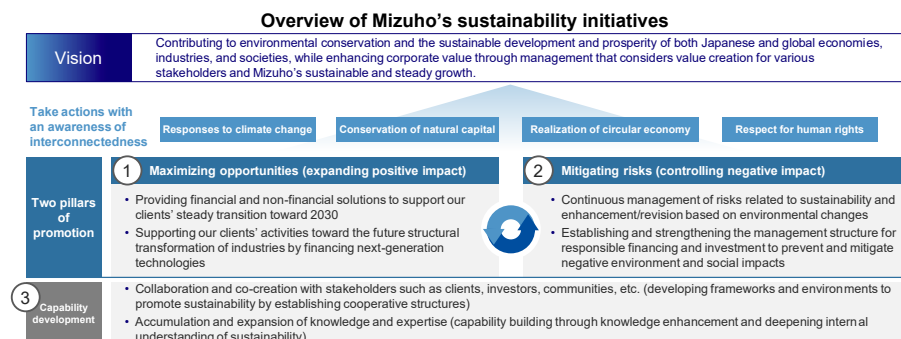 Overview of Mizuho's sustainability initiatives
Vision
Contributing to environmental conservation and the sustainable development and prosperity of both Japanese and global economies,
industries, and societies, while enhancing corporate value through management that considers value creation for various
stakeholders and Mizuho's sustainable and steady growth.
Take actions with
an awareness of
interconnectedness
Responses to climate change
Conservation of natural capital
Realization of circular economy
Respect for human rights
Two pillars
of
promotion
1 Maximizing opportunities (expanding positive impact)
• Providing financial and non-financial solutions to support our
clients' steady transition toward 2030
• Supporting our clients' activities toward the future structural
transformation of industries by financing next-generation
technologies
2 Mitigating risks (controlling negative impact)
• Continuous management of risks related to sustainability and
enhancement/revision based on environmental changes
• Establishing and strengthening the management structure for
responsible financing and investment to prevent and mitigate
negative environment and social impacts
3 Capability
development
• Collaboration and co-creation with stakeholders such as clients, investors, communities, etc. (developing frameworks and environments to
promote sustainability by establishing cooperative structures)
• Accumulation and expansion of knowledge and expertise (capability building through knowledge enhancement and deepening internal
understanding of sustainability)